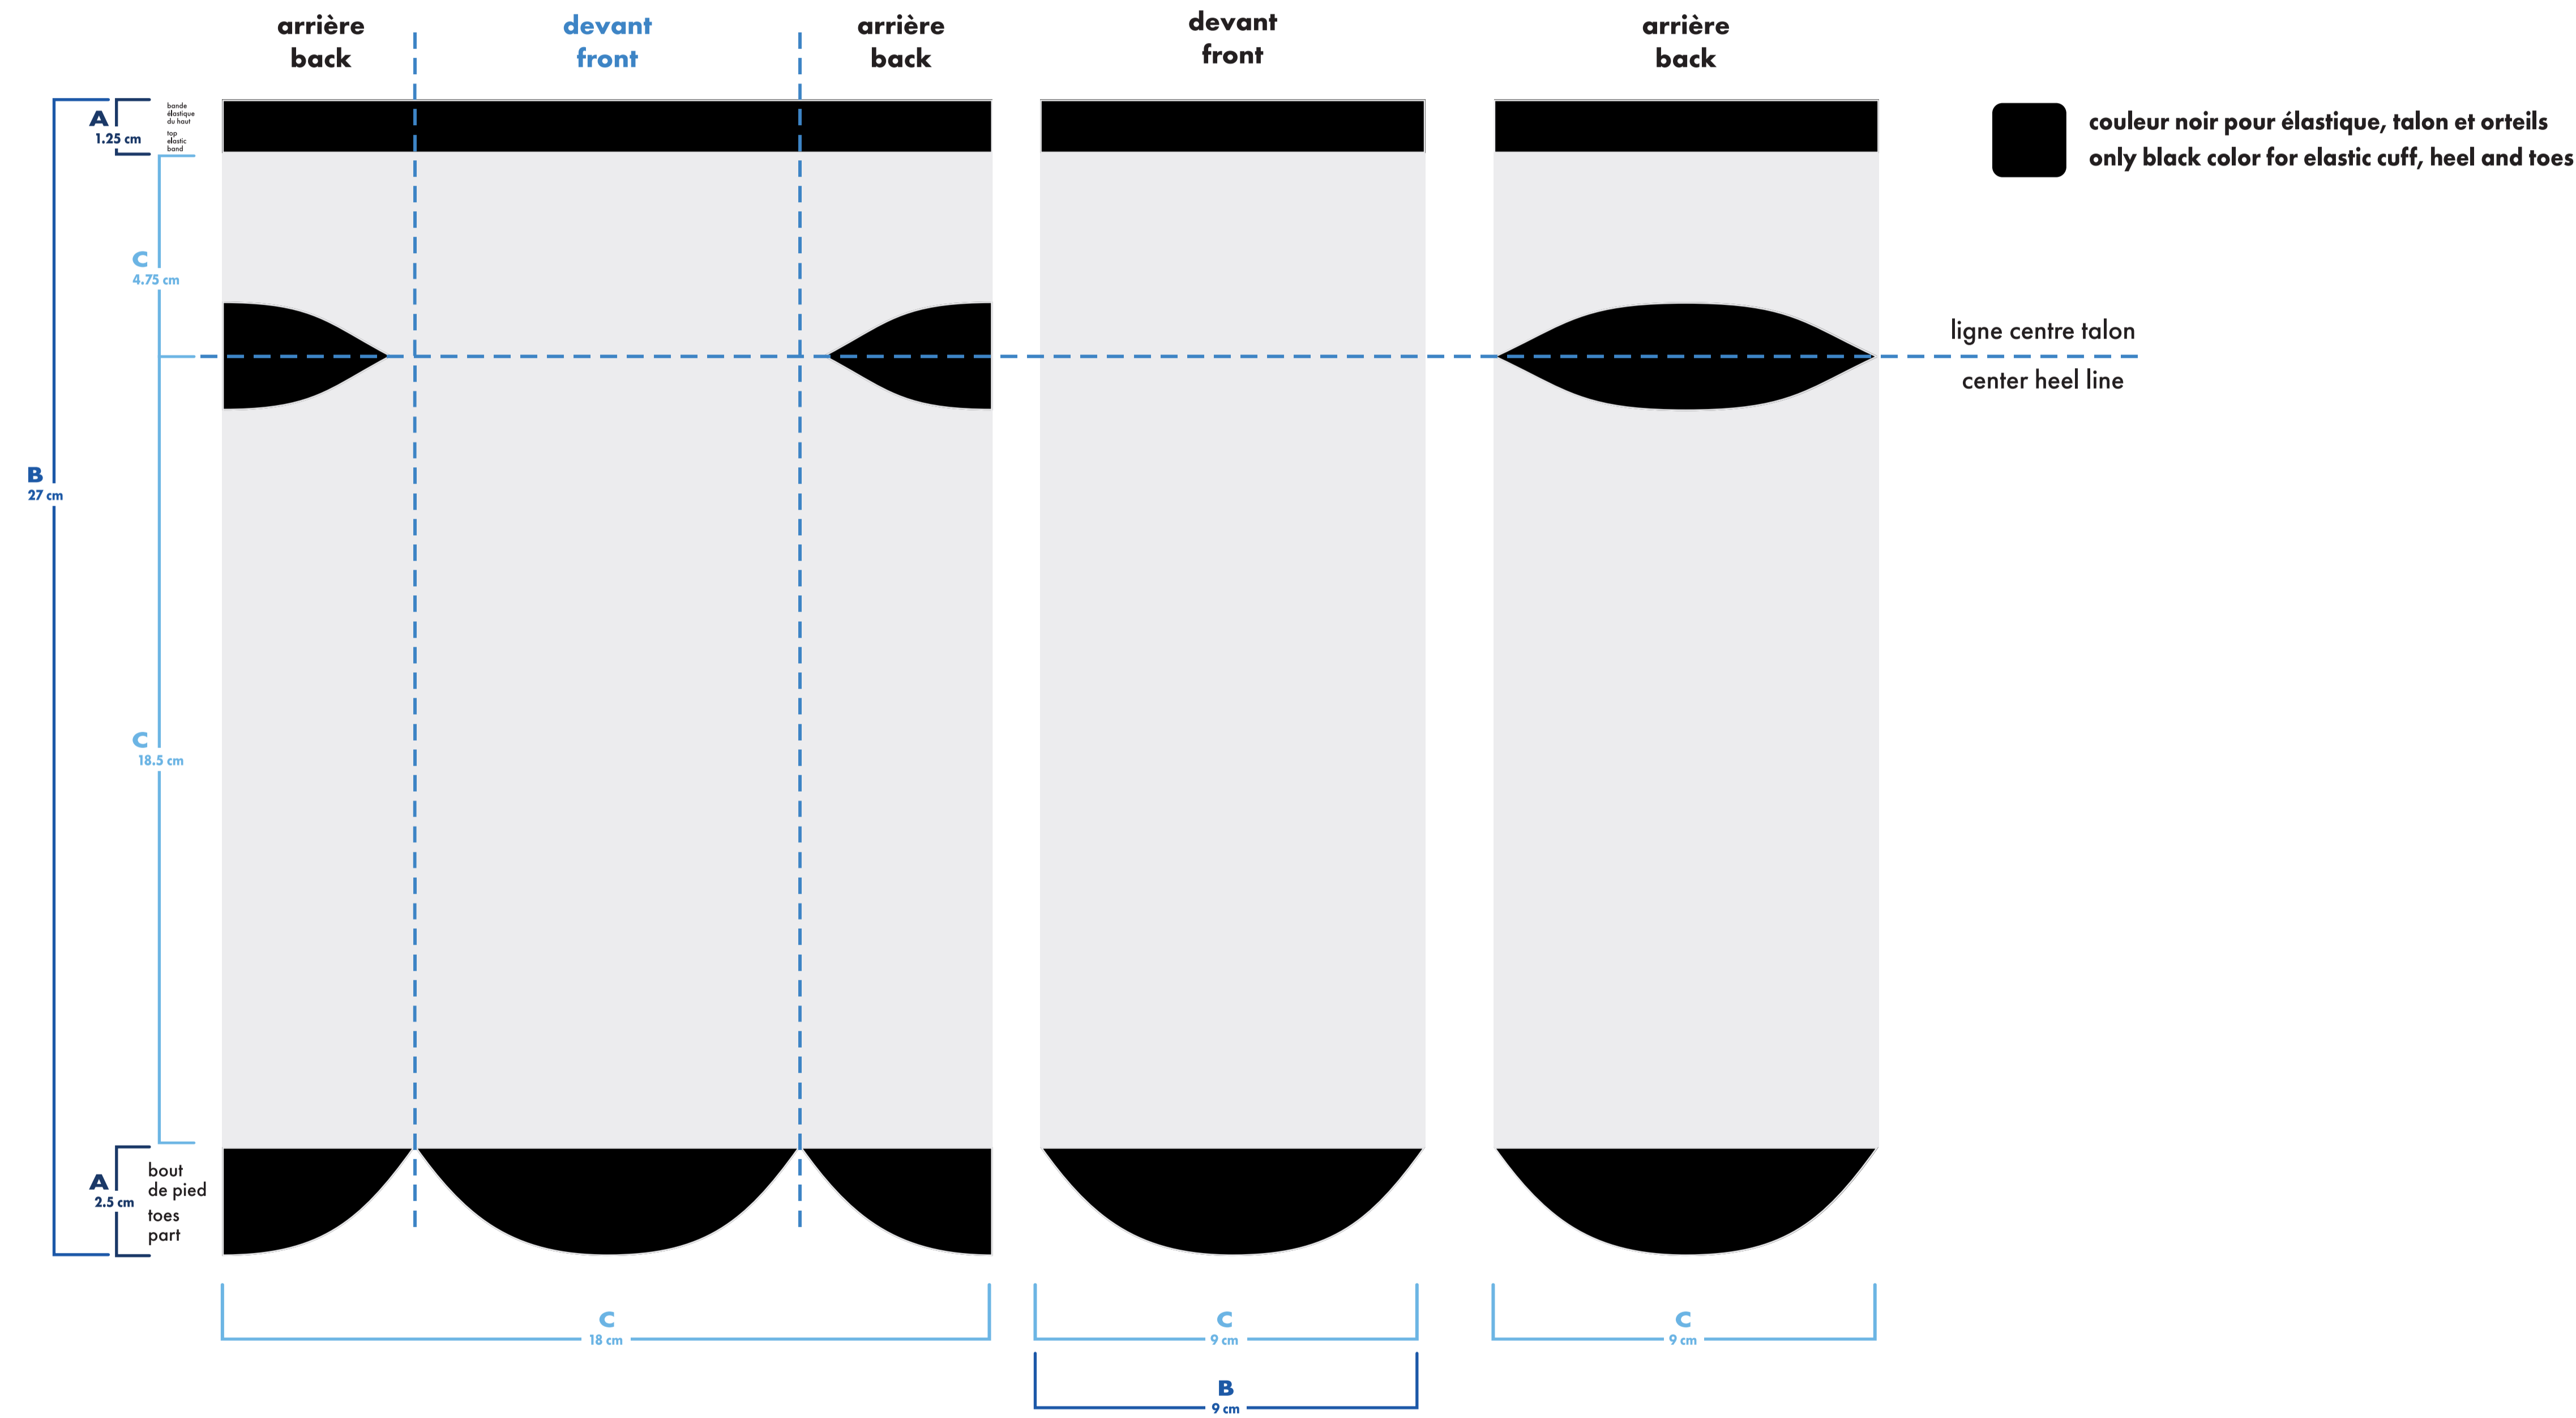 arrière
back
devant
front
arrière
back
devant
front
arrière
back
A
1.25 cm
bande
élastique
du haut
top
elastic
band
couleur noir pour élastique, talon et orteils
only black color for elastic cuff, heel and toes
C
4.75 cm
ligne centre talon
center heel line
B
27 cm
C
18.5 cm
A
2.5 cm
bout
de pied
toes
part
C
18 cm
C
9 cm
C
9 cm
B
9 cm